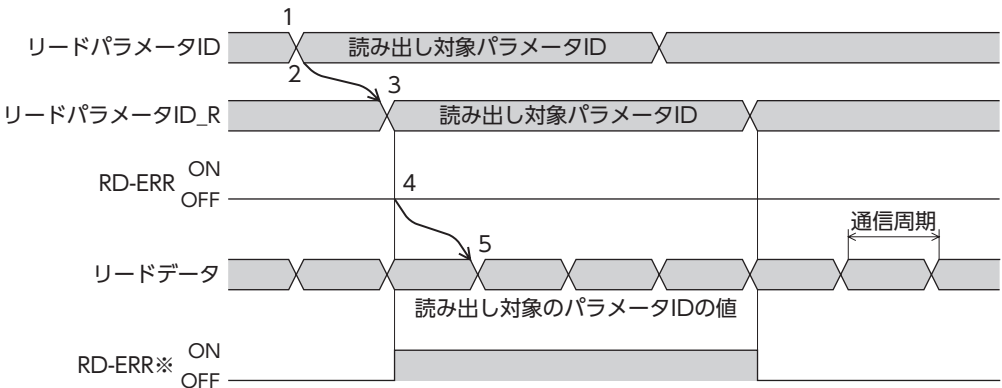 1
リードパラメータID
読み出し対象パラメータID
2
3
リードパラメータID_R
読み出し対象パラメータID
RD-ERR
ON
OFF
4
5
通信周期
リードデータ
読み出し対象のパラメータIDの値
RD-ERR※
ON
OFF